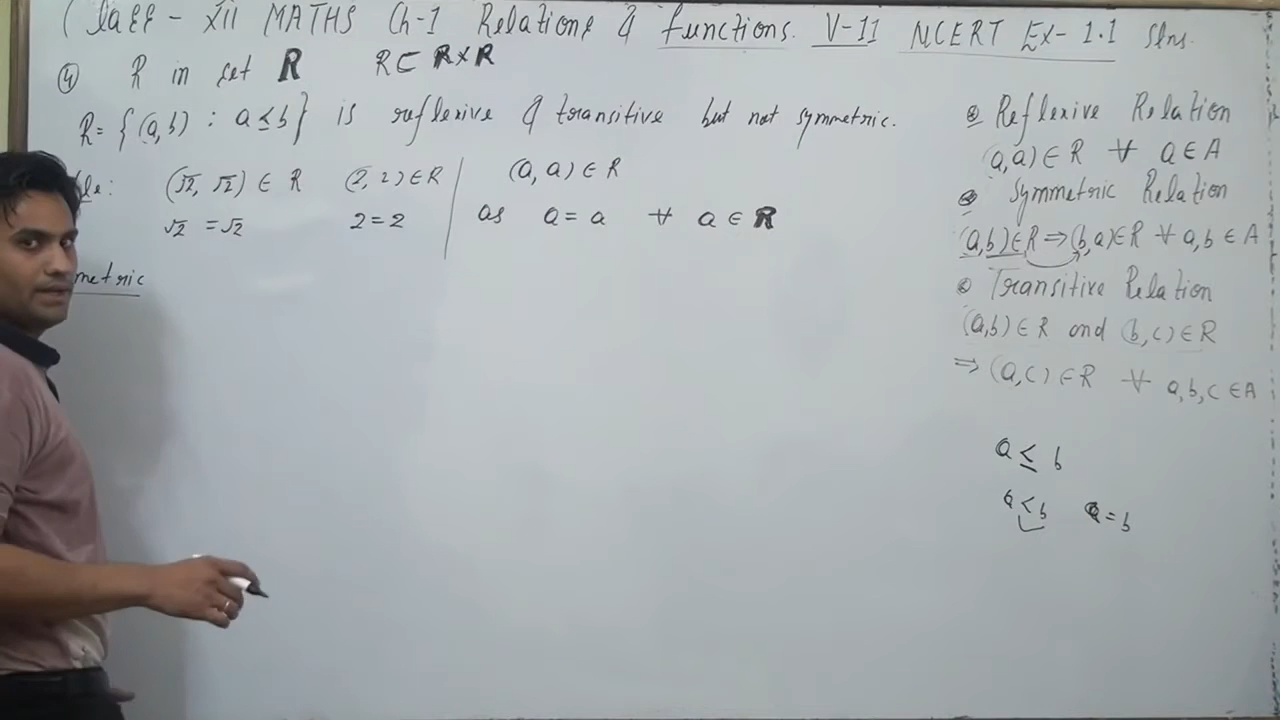 Class - XII MATHS Ch-1 Relations & functions. V-11 NCERT Ex-1.1 Slns.
④ R in set R R⊂R×R
R={(a,b) : a≤b} is reflexive & transitive but not symmetric.
(√2, √2) ∈ R (2, 2) ∈ R (a, a) ∈ R
√2 = √2 2=2 as a = a ∀ a ∈ R
metric
Reflexive Relation
(a,a) ∈ R ∀ a ∈ A
Symmetric Relation
(a,b)∈R ⇒ (b,a)∈R ∀ a,b ∈ A
Transitive Relation
(a,b) ∈ R and (b,c) ∈ R
⇒ (a,c) ∈ R ∀ a,b,c ∈ A
a ≤ b
a < b a = b